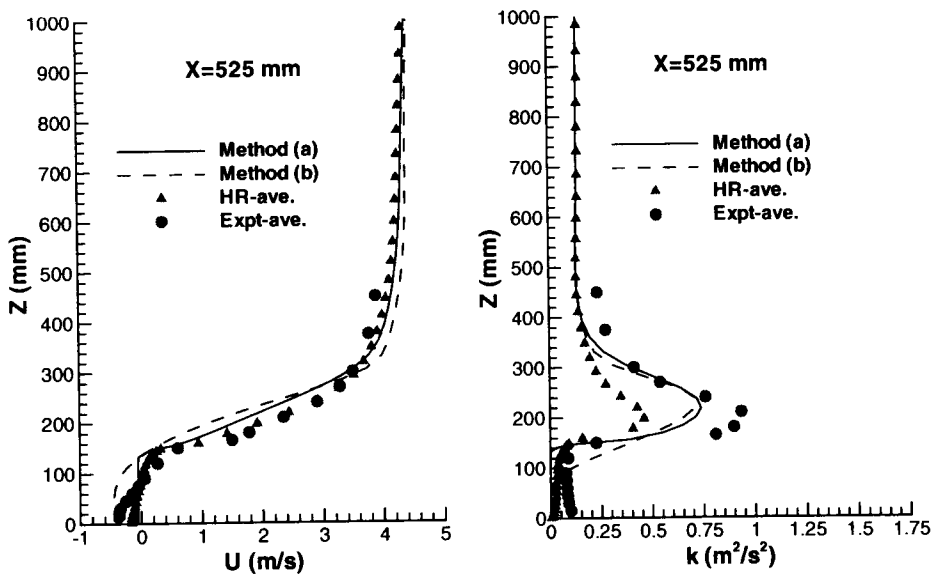 1000
X=525 mm
900
800
Method (a)
700
Method (b)
HR-ave.
600
Expt-ave.
500
Z (mm)
400
300
200
100
0
-1 0 1 2 3 4 5
U (m/s)
1000
X=525 mm
900
800
Method (a)
700
Method (b)
HR-ave.
600
Expt-ave.
500
Z (mm)
400
300
200
100
0
0 0.25 0.5 0.75 1 1.25 1.5 1.75
k (m²/s²)